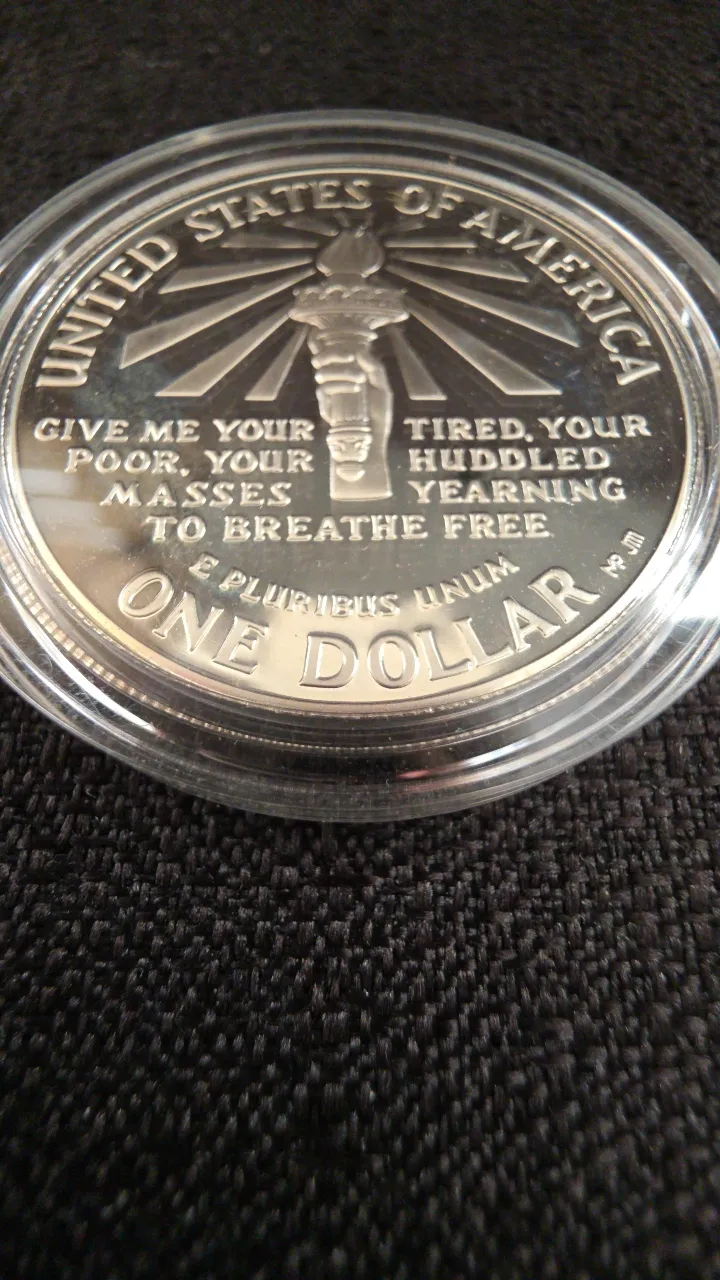 UNITED STATES OF AMERICA
GIVE ME YOUR TIRED, YOUR
POOR, YOUR HUDDLED
MASSES YEARNING
TO BREATHE FREE
E PLURIBUS UNUM
ONE DOLLAR
JM